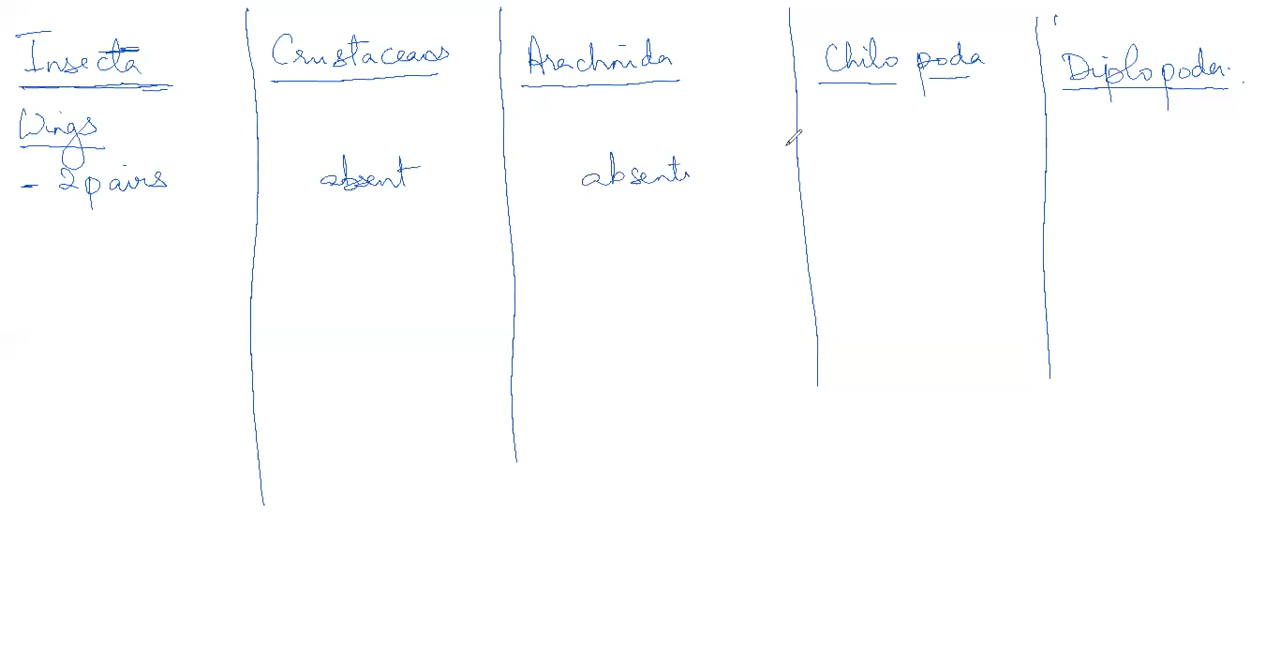 Insecta
Crustaceans
Arachnida
Chilopoda
Diplopoda.
Wings
- 2 pairs
absent
absent